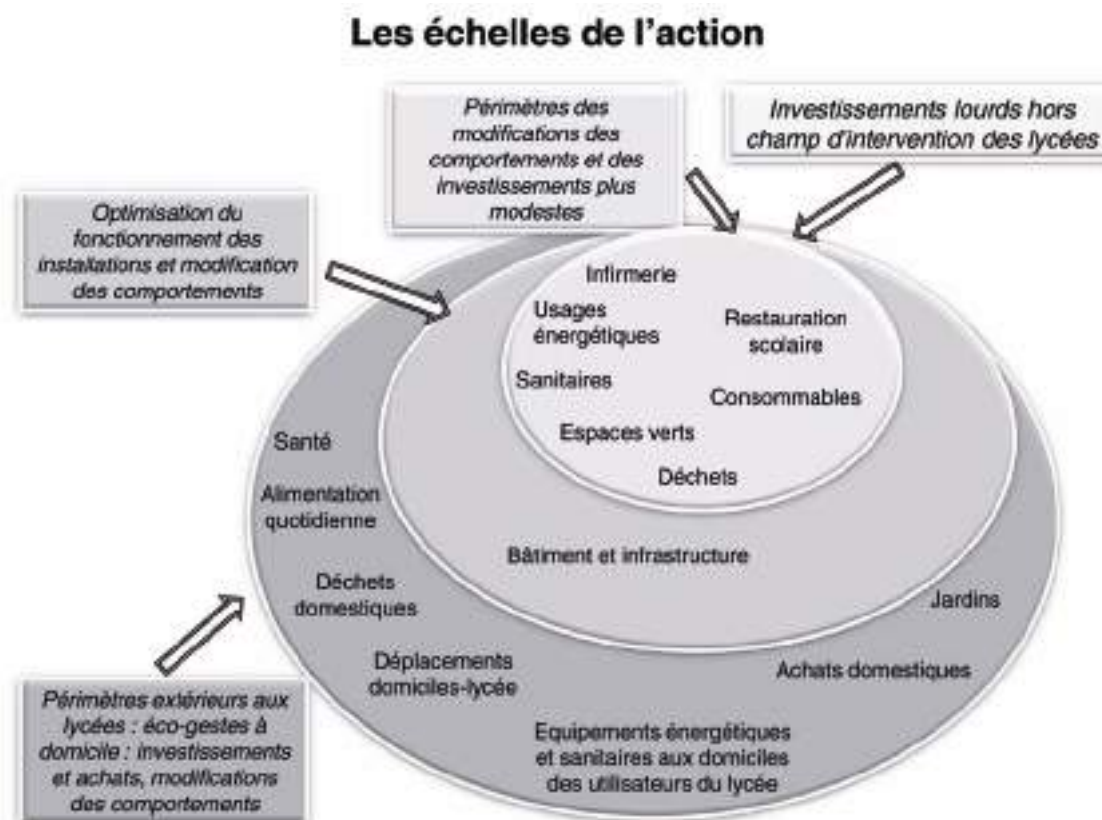 Les échelles de l'action
Périmètres des
modifications des
comportements et des
investissements plus
modestes
Investissements lourds hors
champ d'intervention des lycées
Optimisation du
fonctionnement des
installations et modification
des comportements
Infirmerie
Usages
énergétiques
Restauration
scolaire
Sanitaires
Consommables
Espaces verts
Déchets
Santé
Alimentation
quotidienne
Bâtiment et infrastructure
Déchets
domestiques
Jardins
Déplacements
domiciles-lycée
Achats domestiques
Périmètres extérieurs aux
lycées : éco-gestes à
domicile : investissements
et achats, modifications
des comportements
Equipements énergétiques
et sanitaires aux domiciles
des utilisateurs du lycée